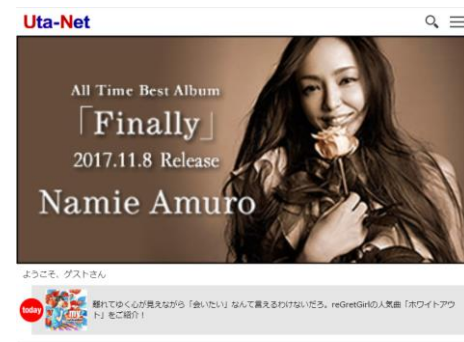 Uta-Net
All Time Best Album
「Finally」
2017.11.8 Release
Namie Amuro
ようこそ、ゲストさん
today
my
離れてゆく心が見えながら「会いたい」なんて言えるわけないだろ。reGretGirlの人気曲「ホワイトアウ
ト」をご紹介！